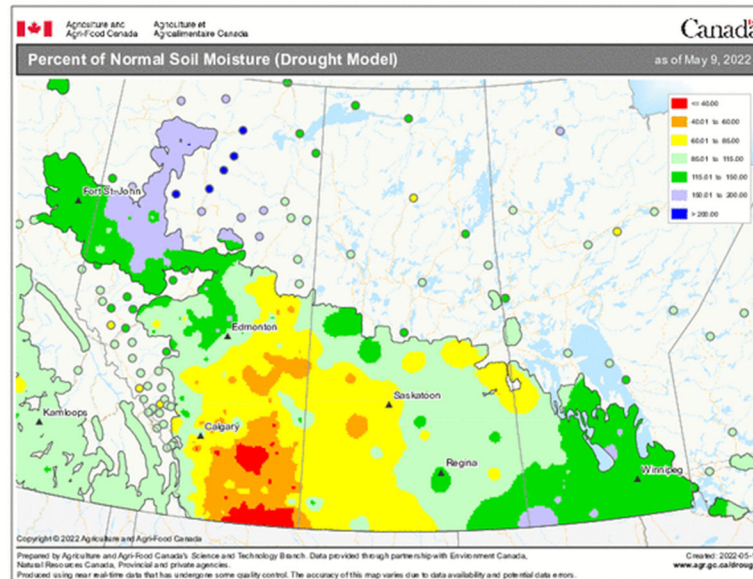 Agriculture and Agriculture et
Agri-Food Canada Agroalimentaire Canada
Canada
Percent of Normal Soil Moisture (Drought Model) as of May 9, 2022
<= 40.00
40.01 to 60.00
60.01 to 85.00
85.01 to 115.00
115.01 to 150.00
150.01 to 200.00
> 200.00
Fort St-John
Edmonton
Saskatoon
Kamloops
Calgary
Regina
Winnipeg
Copyright © 2022 Agriculture and Agri-Food Canada
Prepared by Agriculture and Agri-Food Canada's Science and Technology Branch. Data provided through partnership with Environment Canada,
Natural Resources Canada, Provincial and private agencies.
Produced using near real-time data that has undergone some quality control. The accuracy of this map varies due to data availability and potential data errors.
Created: 2022-05-
www.agr.gc.ca/drou